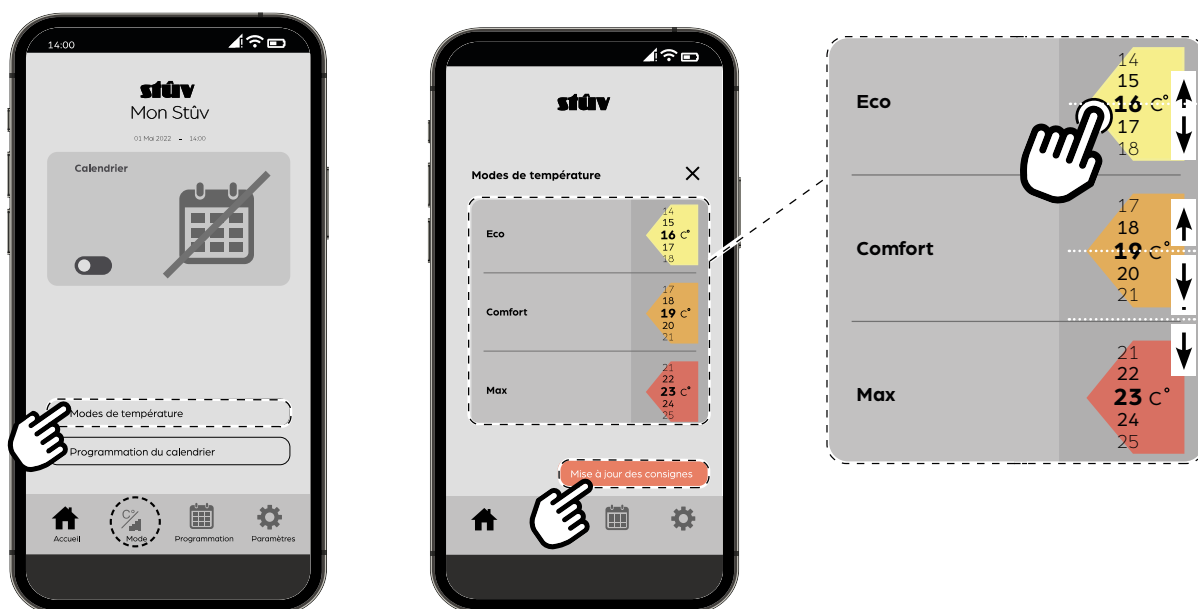 14:00
stûv
Mon Stûv
01 Mai 2022 - 14:00
Calendrier
Modes de température
Programmation du calendrier
C°
Accueil
Mode
Programmation
Paramètres
stûv
Modes de température
14
15
Eco
16 C°
17
18
17
18
Comfort
19 C°
20
21
21
22
Max
23 C°
24
25
Mise à jour des consignes
14
15
Eco
16 C°
17
18
17
18
Comfort
19 C°
20
21
21
22
Max
23 C°
24
25